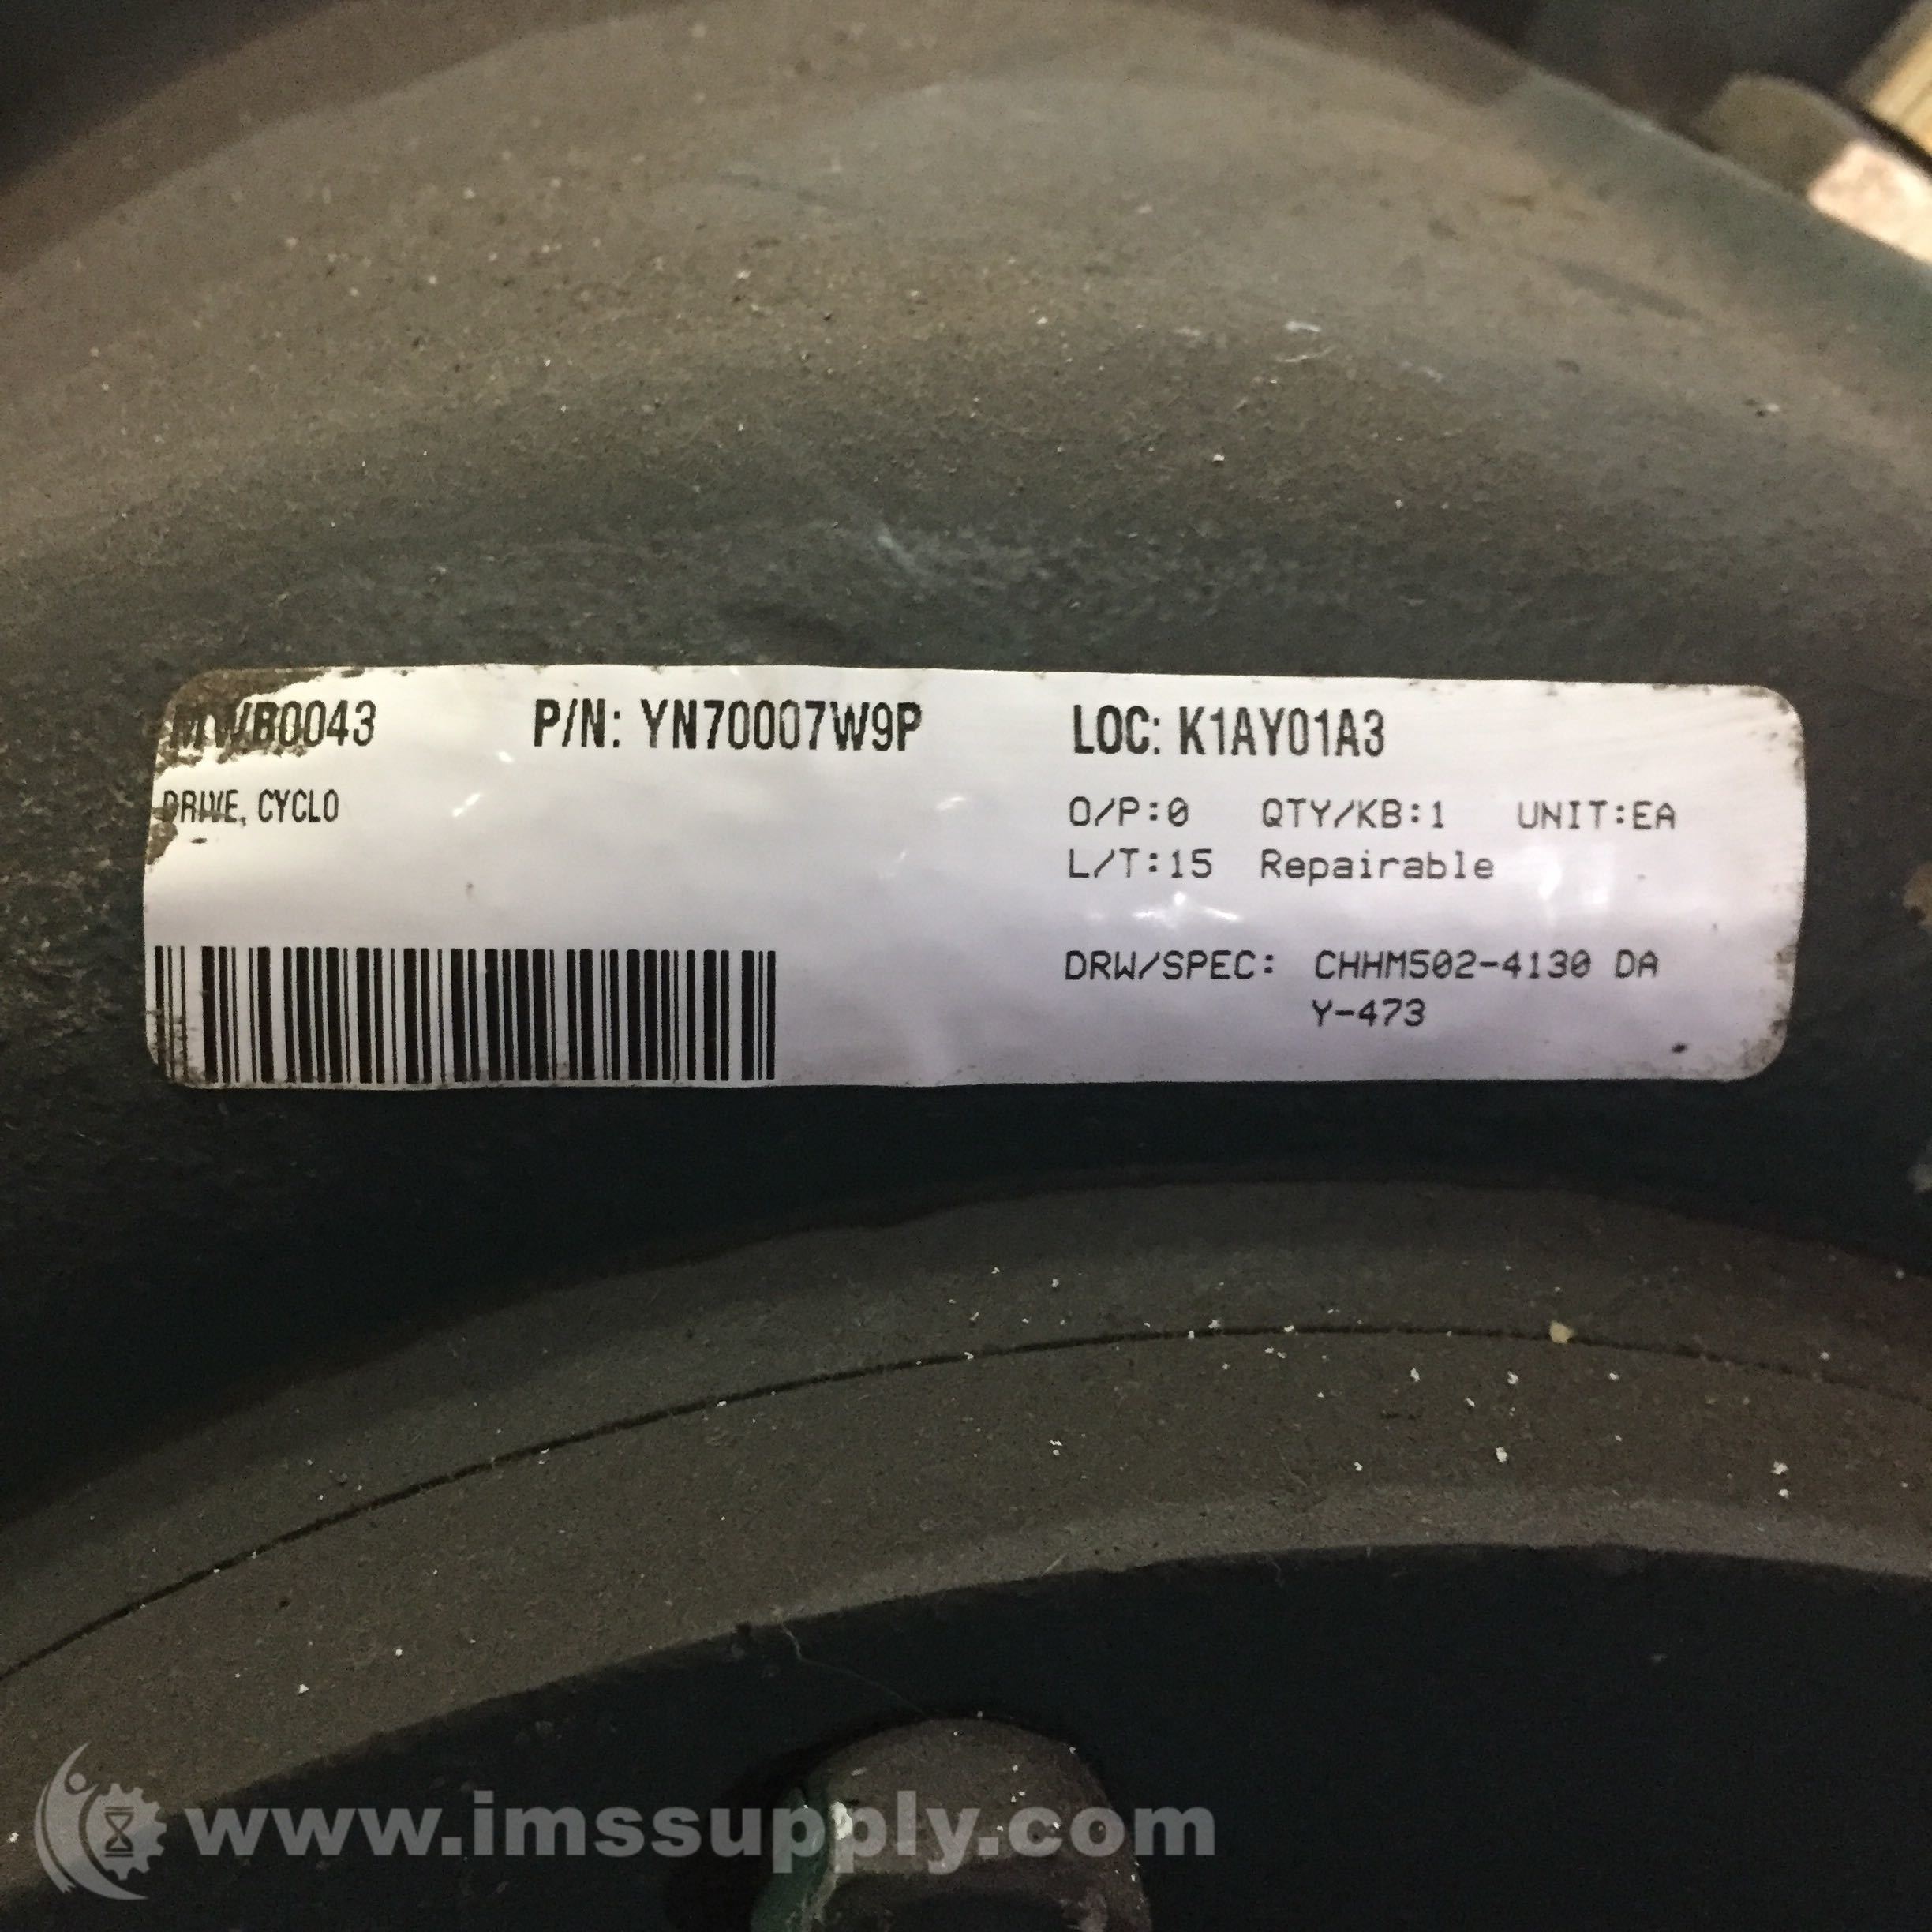 MWB0043 P/N: YN70007W9P LOC: K1AY01A3
DRIVE, CYCLO
O/P:0 QTY/KB:1 UNIT:EA
L/T:15 Repairable
DRW/SPEC: CHHM502-4130 DA
Y-473
www.imssupply.com